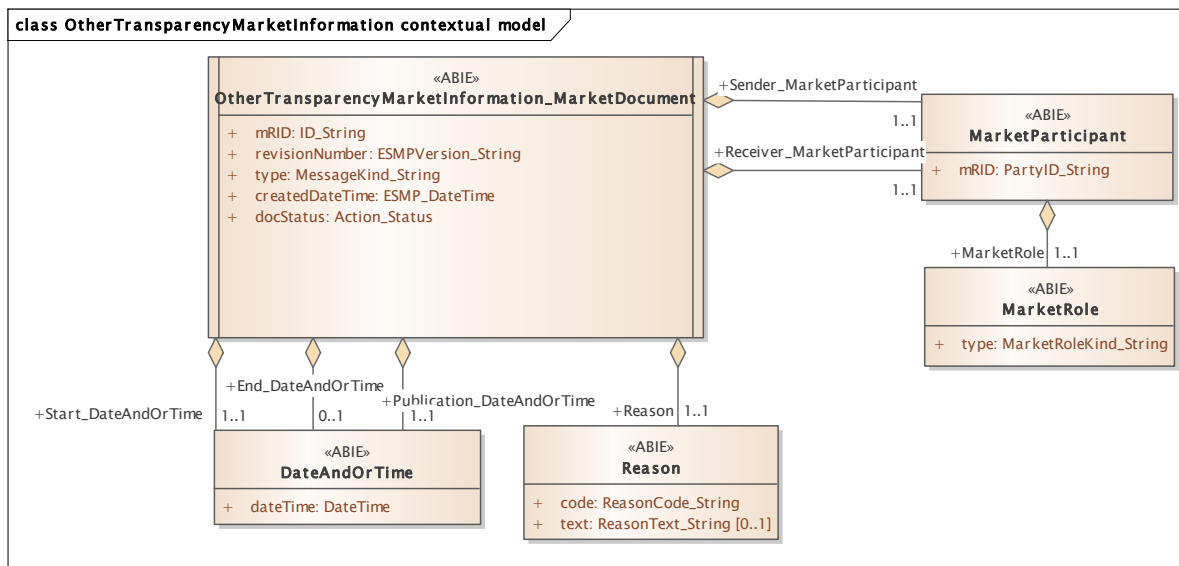 class OtherTransparencyMarketInformation contextual model
«ABIE»
OtherTransparencyMarketInformation_MarketDocument
+ mRID: ID_String
+ revisionNumber: ESMPVersion_String
+ type: MessageKind_String
+ createdDateTime: ESMP_DateTime
+ docStatus: Action_Status
+Sender_MarketParticipant
1..1
+Receiver_MarketParticipant
1..1
«ABIE»
MarketParticipant
+ mRID: PartyID_String
+MarketRole 1..1
«ABIE»
MarketRole
+ type: MarketRoleKind_String
+Start_DateAndOrTime
1..1
+End_DateAndOrTime
0..1
+Publication_DateAndOrTime
1..1
+Reason 1..1
«ABIE»
DateAndOrTime
+ dateTime: DateTime
«ABIE»
Reason
+ code: ReasonCode_String
+ text: ReasonText_String [0..1]